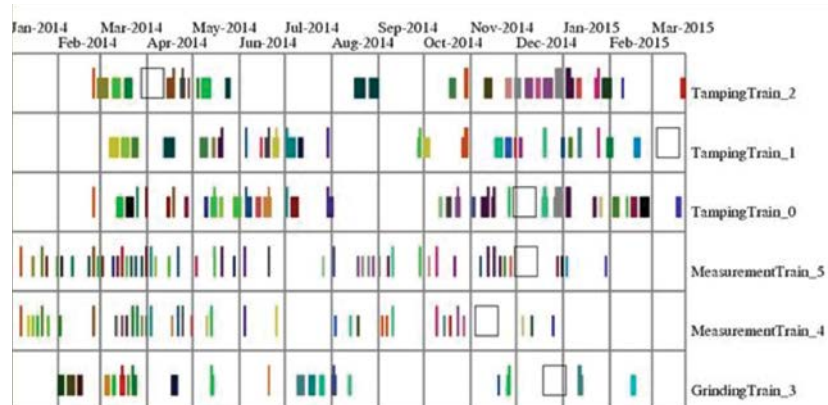 Jan-2014 Mar-2014 May-2014 Jul-2014 Sep-2014 Nov-2014 Jan-2015 Mar-2015
Feb-2014 Apr-2014 Jun-2014 Aug-2014 Oct-2014 Dec-2014 Feb-2015
TampingTrain_2
TampingTrain_1
TampingTrain_0
MeasurementTrain_5
MeasurementTrain_4
GrindingTrain_3